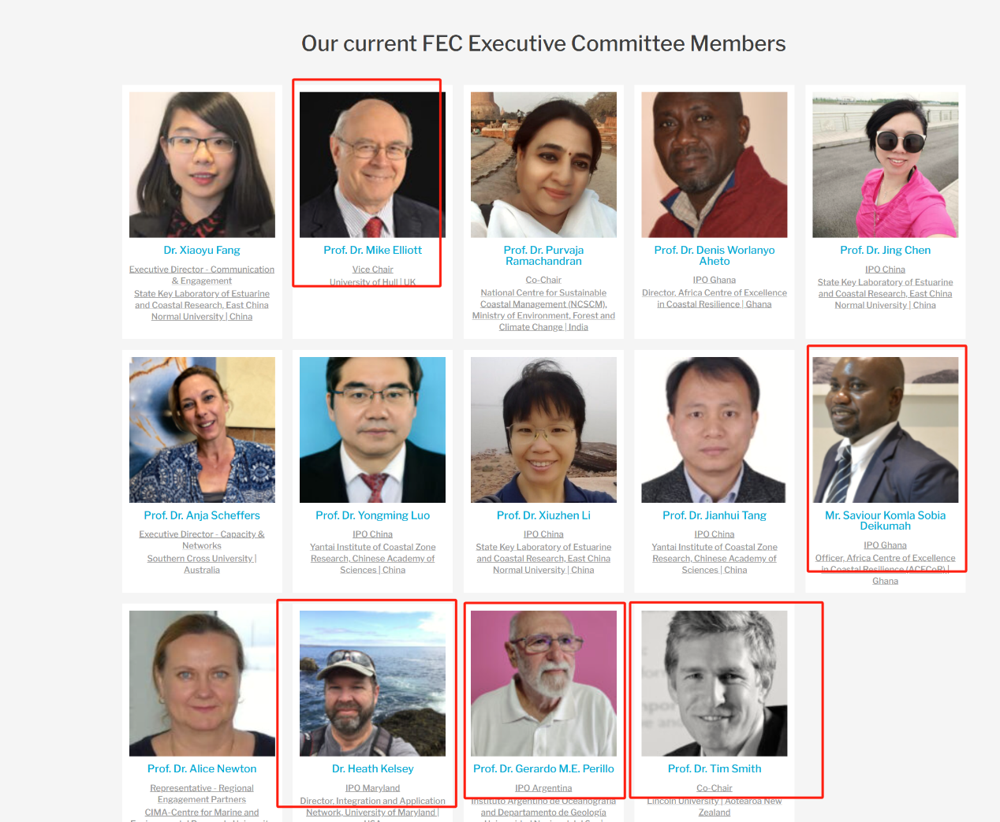 Our current FEC Executive Committee Members
Dr. Xiaoyu Fang
Executive Director - Communication
& Engagement
State Key Laboratory of Estuarine
and Coastal Research, East China
Normal University | China
Prof. Dr. Mike Elliott
Vice Chair
University of Hull | UK
Prof. Dr. Purvaja
Ramachandran
Co-Chair
National Centre for Sustainable
Coastal Management (NCSCM),
Ministry of Environment, Forest and
Climate Change | India
Prof. Dr. Denis Worlanyo
Aheto
IPO Ghana
Director, Africa Centre of Excellence
in Coastal Resilience | Ghana
Prof. Dr. Jing Chen
IPO China
State Key Laboratory of Estuarine
and Coastal Research, East China
Normal University | China
Prof. Dr. Anja Scheffers
Executive Director - Capacity &
Networks
Southern Cross University |
Australia
Prof. Dr. Yongming Luo
IPO China
Yantai Institute of Coastal Zone
Research, Chinese Academy of
Sciences | China
Prof. Dr. Xiuzhen Li
IPO China
State Key Laboratory of Estuarine
and Coastal Research, East China
Normal University | China
Prof. Dr. Jianhui Tang
IPO China
Yantai Institute of Coastal Zone
Research, Chinese Academy of
Sciences | China
Mr. Saviour Komla Sobia
Deikumah
IPO Ghana
Officer, Africa Centre of Excellence
in Coastal Resilience (ACECoR) |
Ghana
Prof. Dr. Alice Newton
Representative - Regional
Engagement Partners
CIMA-Centre for Marine and
Dr. Heath Kelsey
IPO Maryland
Director, Integration and Application
Network, University of Maryland |
Prof. Dr. Gerardo M.E. Perillo
IPO Argentina
Instituto Argentino de Oceanografía
and Departamento de Geología
Prof. Dr. Tim Smith
Co-Chair
Lincoln University | Aotearoa New
Zealand